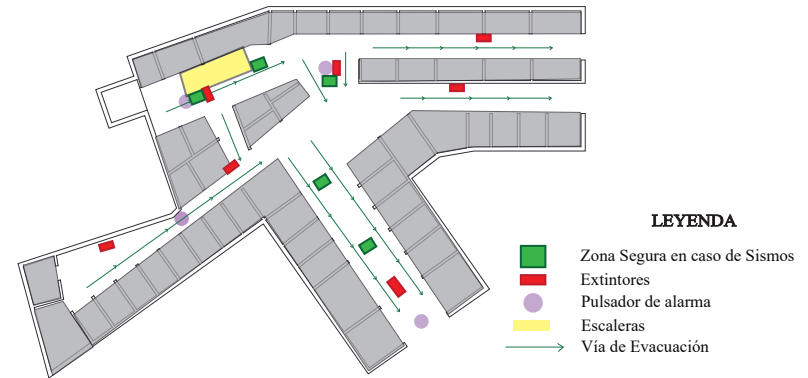 LEYENDA
Zona Segura en caso de Sismos
Extintores
Pulsador de alarma
Escaleras
Vía de Evacuación